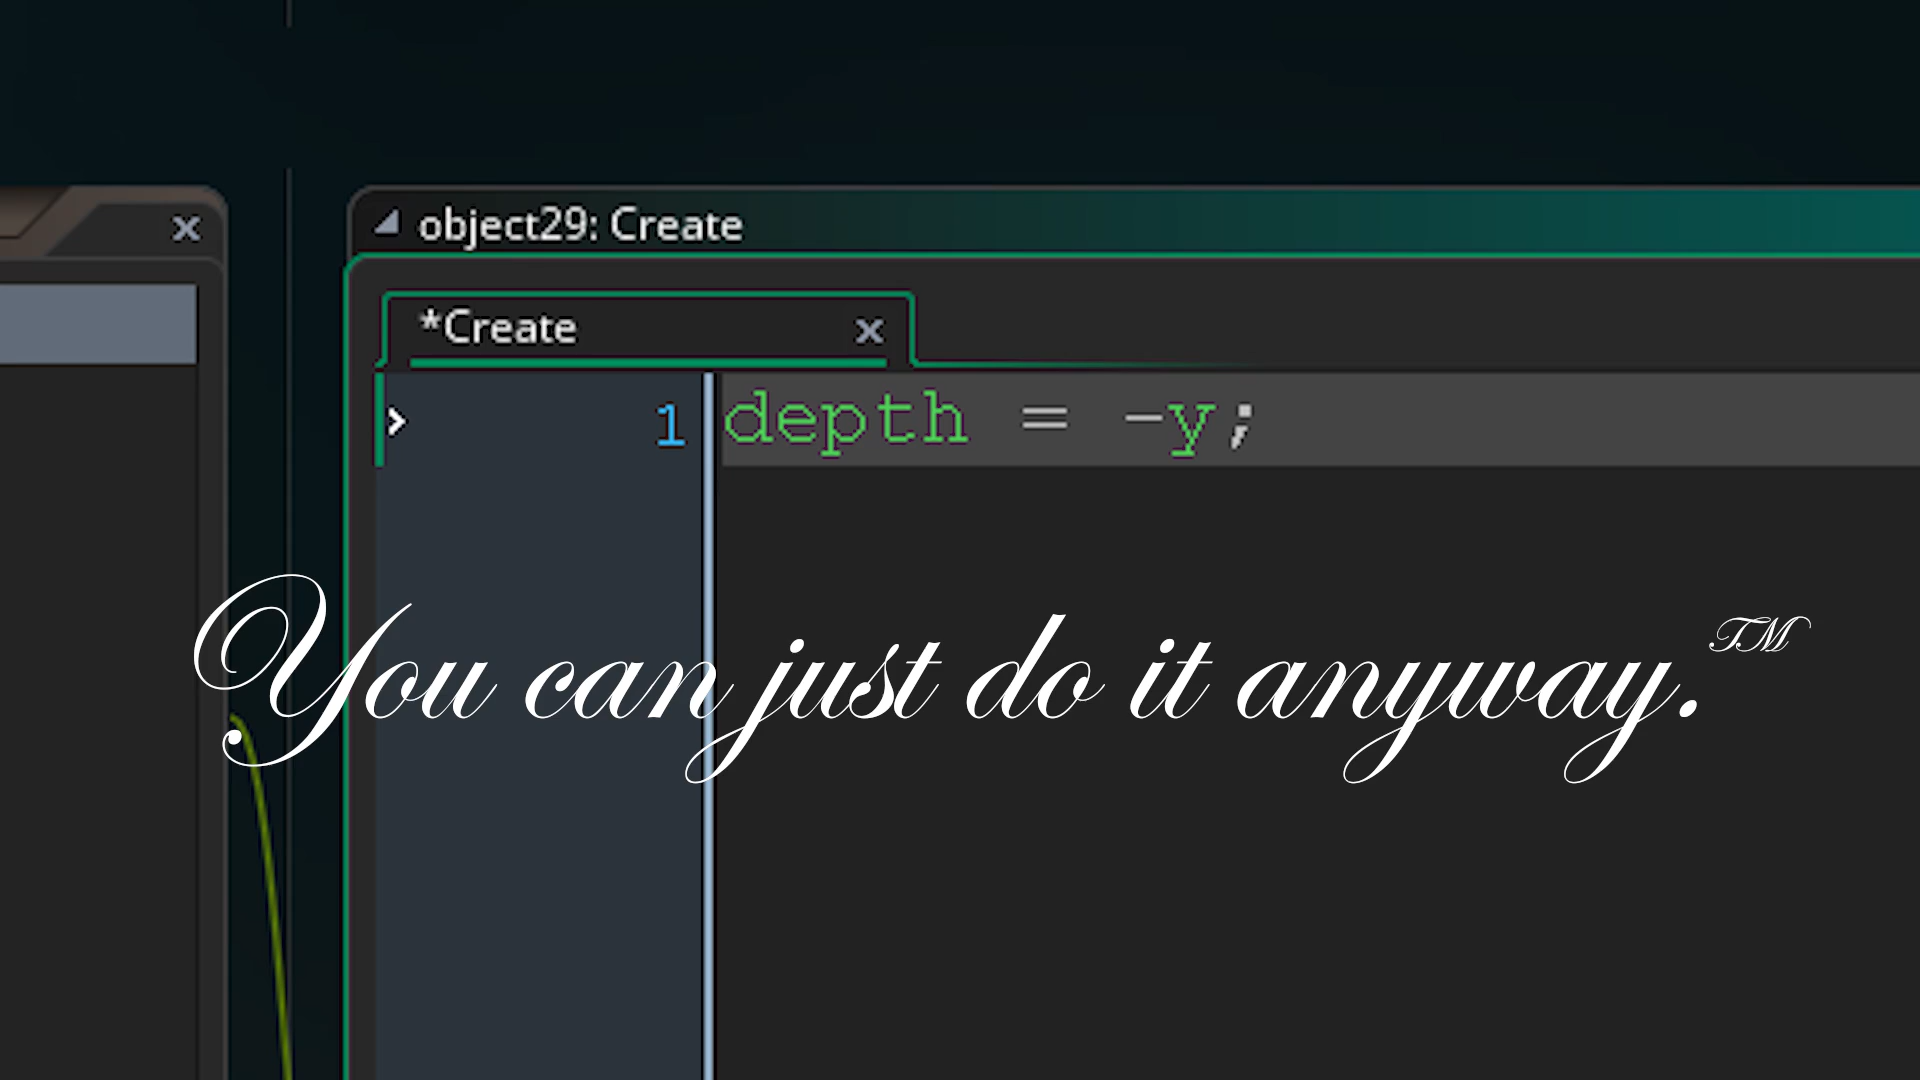 object29: Create
*Create
1 depth = -y;
You can just do it anyway.™